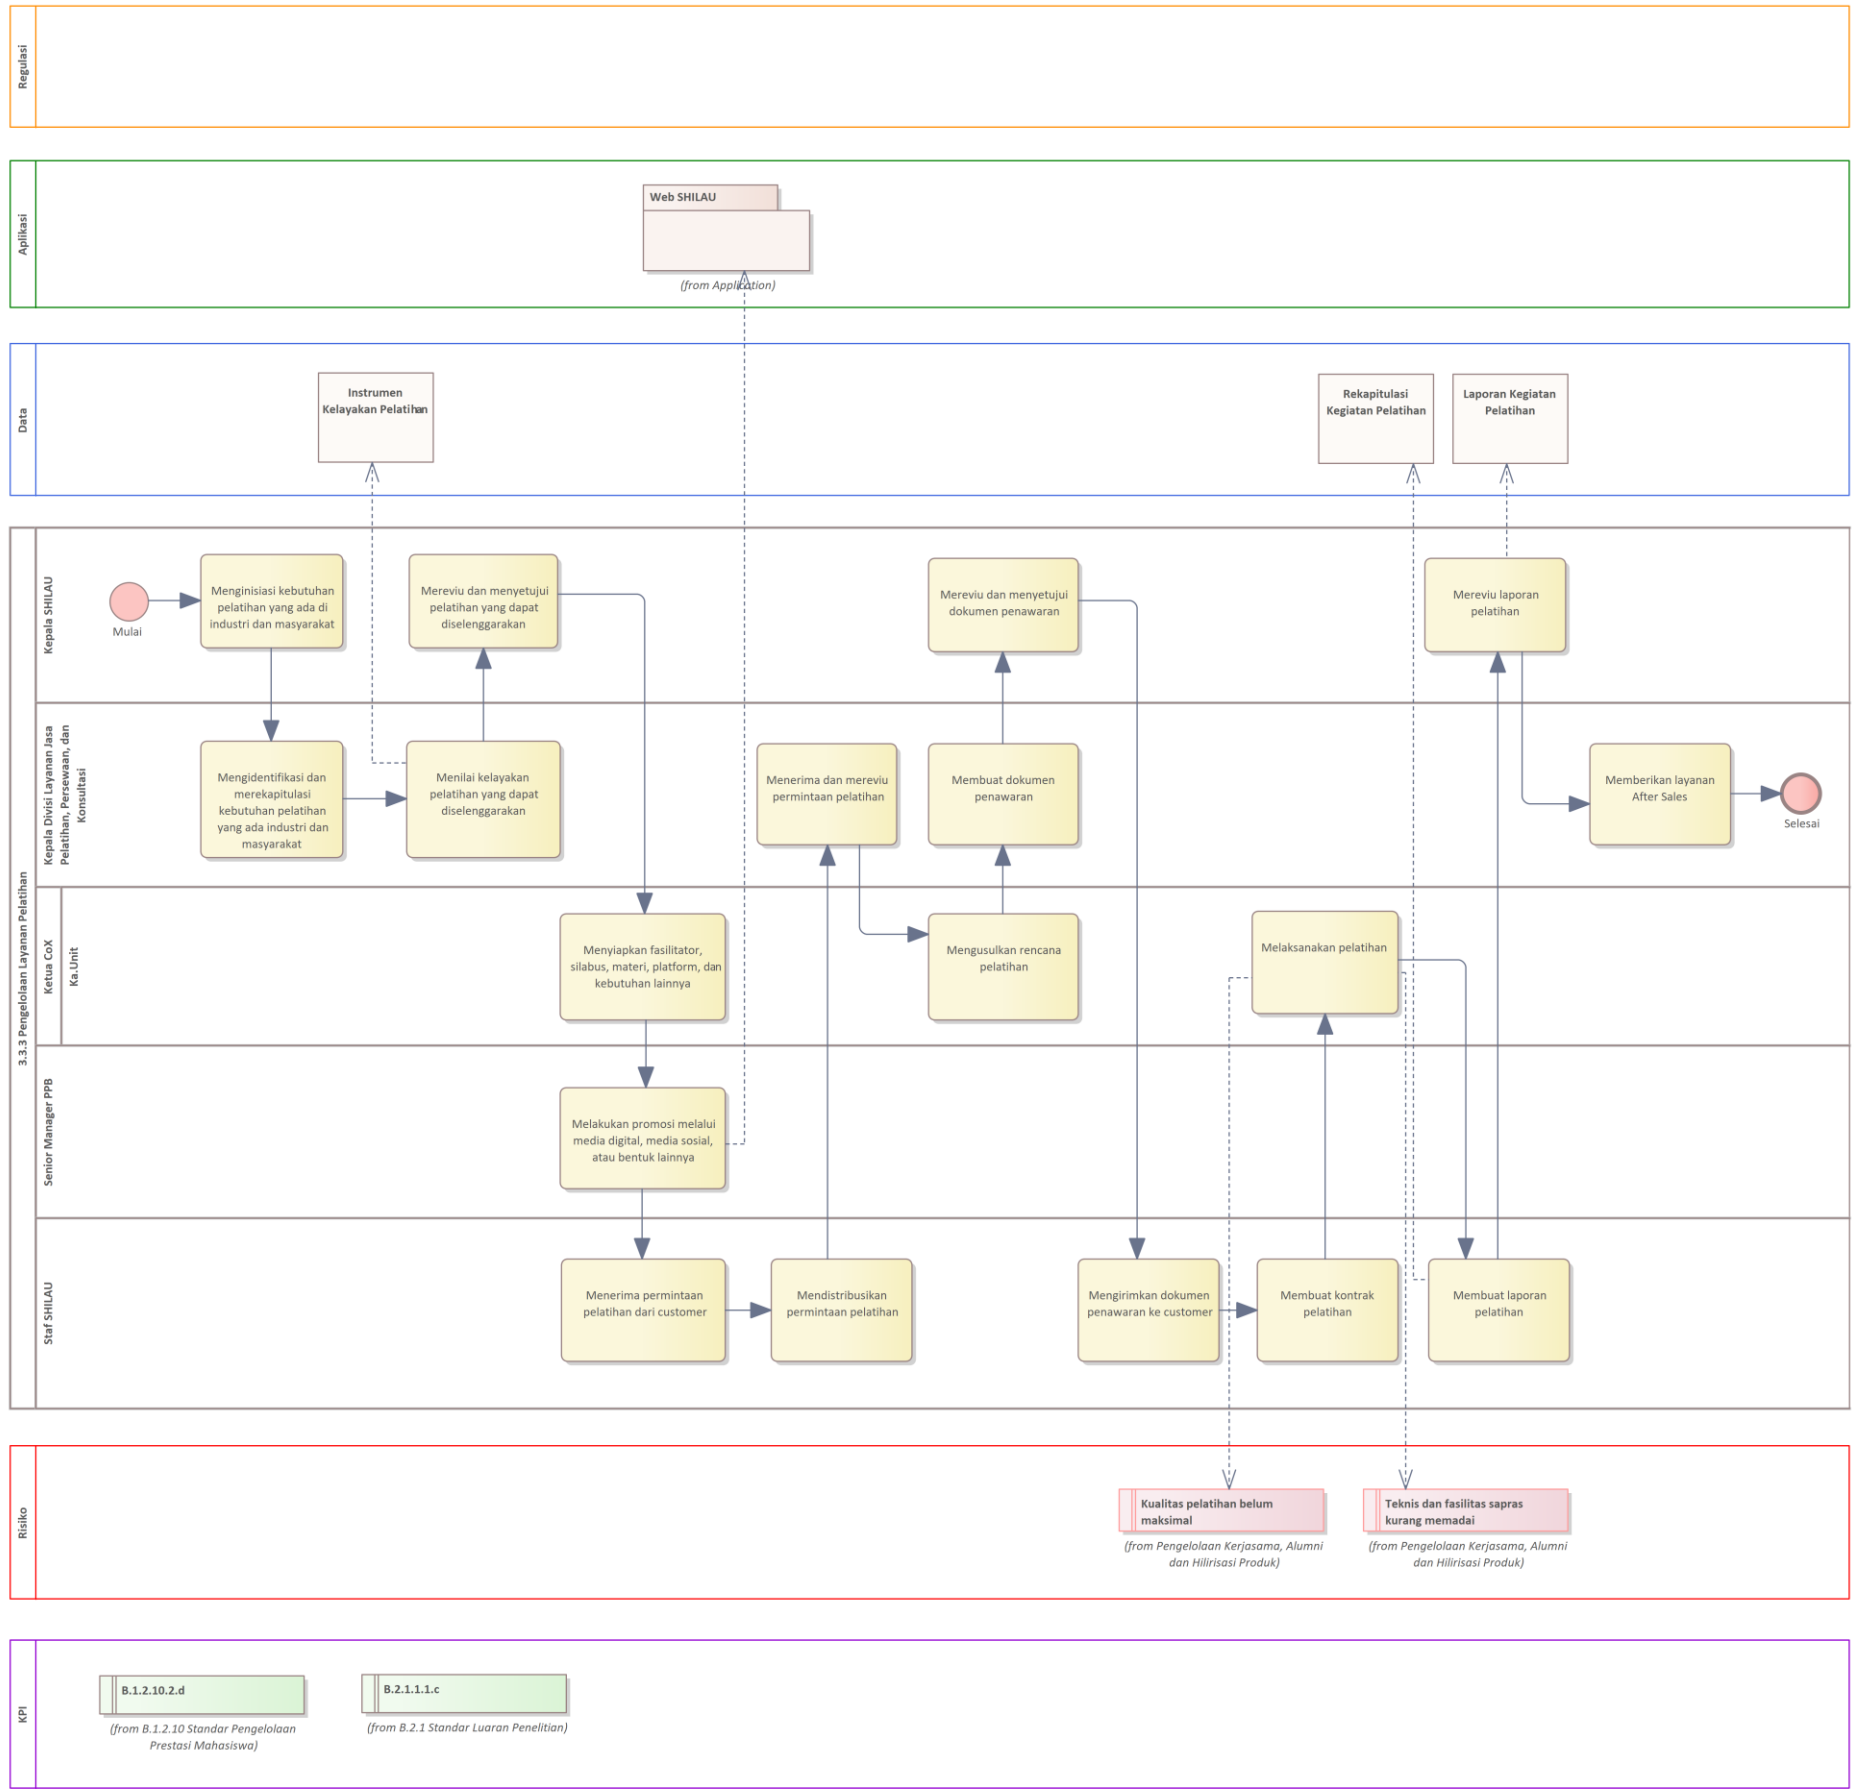 Regulasi
Aplikasi
Web SHILAU
(from Application)
Data
Instrumen
Kelayakan Pelatihan
Rekapitulasi
Kegiatan Pelatihan
Laporan Kegiatan
Pelatihan
3.3.3 Pengelolaan Layanan Pelatihan
Kepala SHILAU
Mulai
Menginisiasi kebutuhan
pelatihan yang ada di
industri dan masyarakat
Mereviu dan menyetujui
pelatihan yang dapat
diselenggarakan
Mereviu dan menyetujui
dokumen penawaran
Mereviu laporan
pelatihan
Kepala Divisi Layanan Jasa
Pelatihan, Persewaan, dan
Konsultasi
Mengidentifikasi dan
merekapitulasi
kebutuhan pelatihan
yang ada industri dan
masyarakat
Menilai kelayakan
pelatihan yang dapat
diselenggarakan
Menerima dan mereviu
permintaan pelatihan
Membuat dokumen
penawaran
Memberikan layanan
After Sales
Selesai
Ketua CoX
Ka.Unit
Menyiapkan fasilitator,
silabus, materi, platform, dan
kebutuhan lainnya
Mengusulkan rencana
pelatihan
Melaksanakan pelatihan
Senior Manager PPB
Melakukan promosi melalui
media digital, media sosial,
atau bentuk lainnya
Staf SHILAU
Menerima permintaan
pelatihan dari customer
Mendistribusikan
permintaan pelatihan
Mengirimkan dokumen
penawaran ke customer
Membuat kontrak
pelatihan
Membuat laporan
pelatihan
Risiko
Kualitas pelatihan belum
maksimal
(from Pengelolaan Kerjasama, Alumni
dan Hilirisasi Produk)
Teknis dan fasilitas sapras
kurang memadai
(from Pengelolaan Kerjasama, Alumni
dan Hilirisasi Produk)
KPI
B.1.2.10.2.d
(from B.1.2.10 Standar Pengelolaan
Prestasi Mahasiswa)
B.2.1.1.1.c
(from B.2.1 Standar Luaran Penelitian)